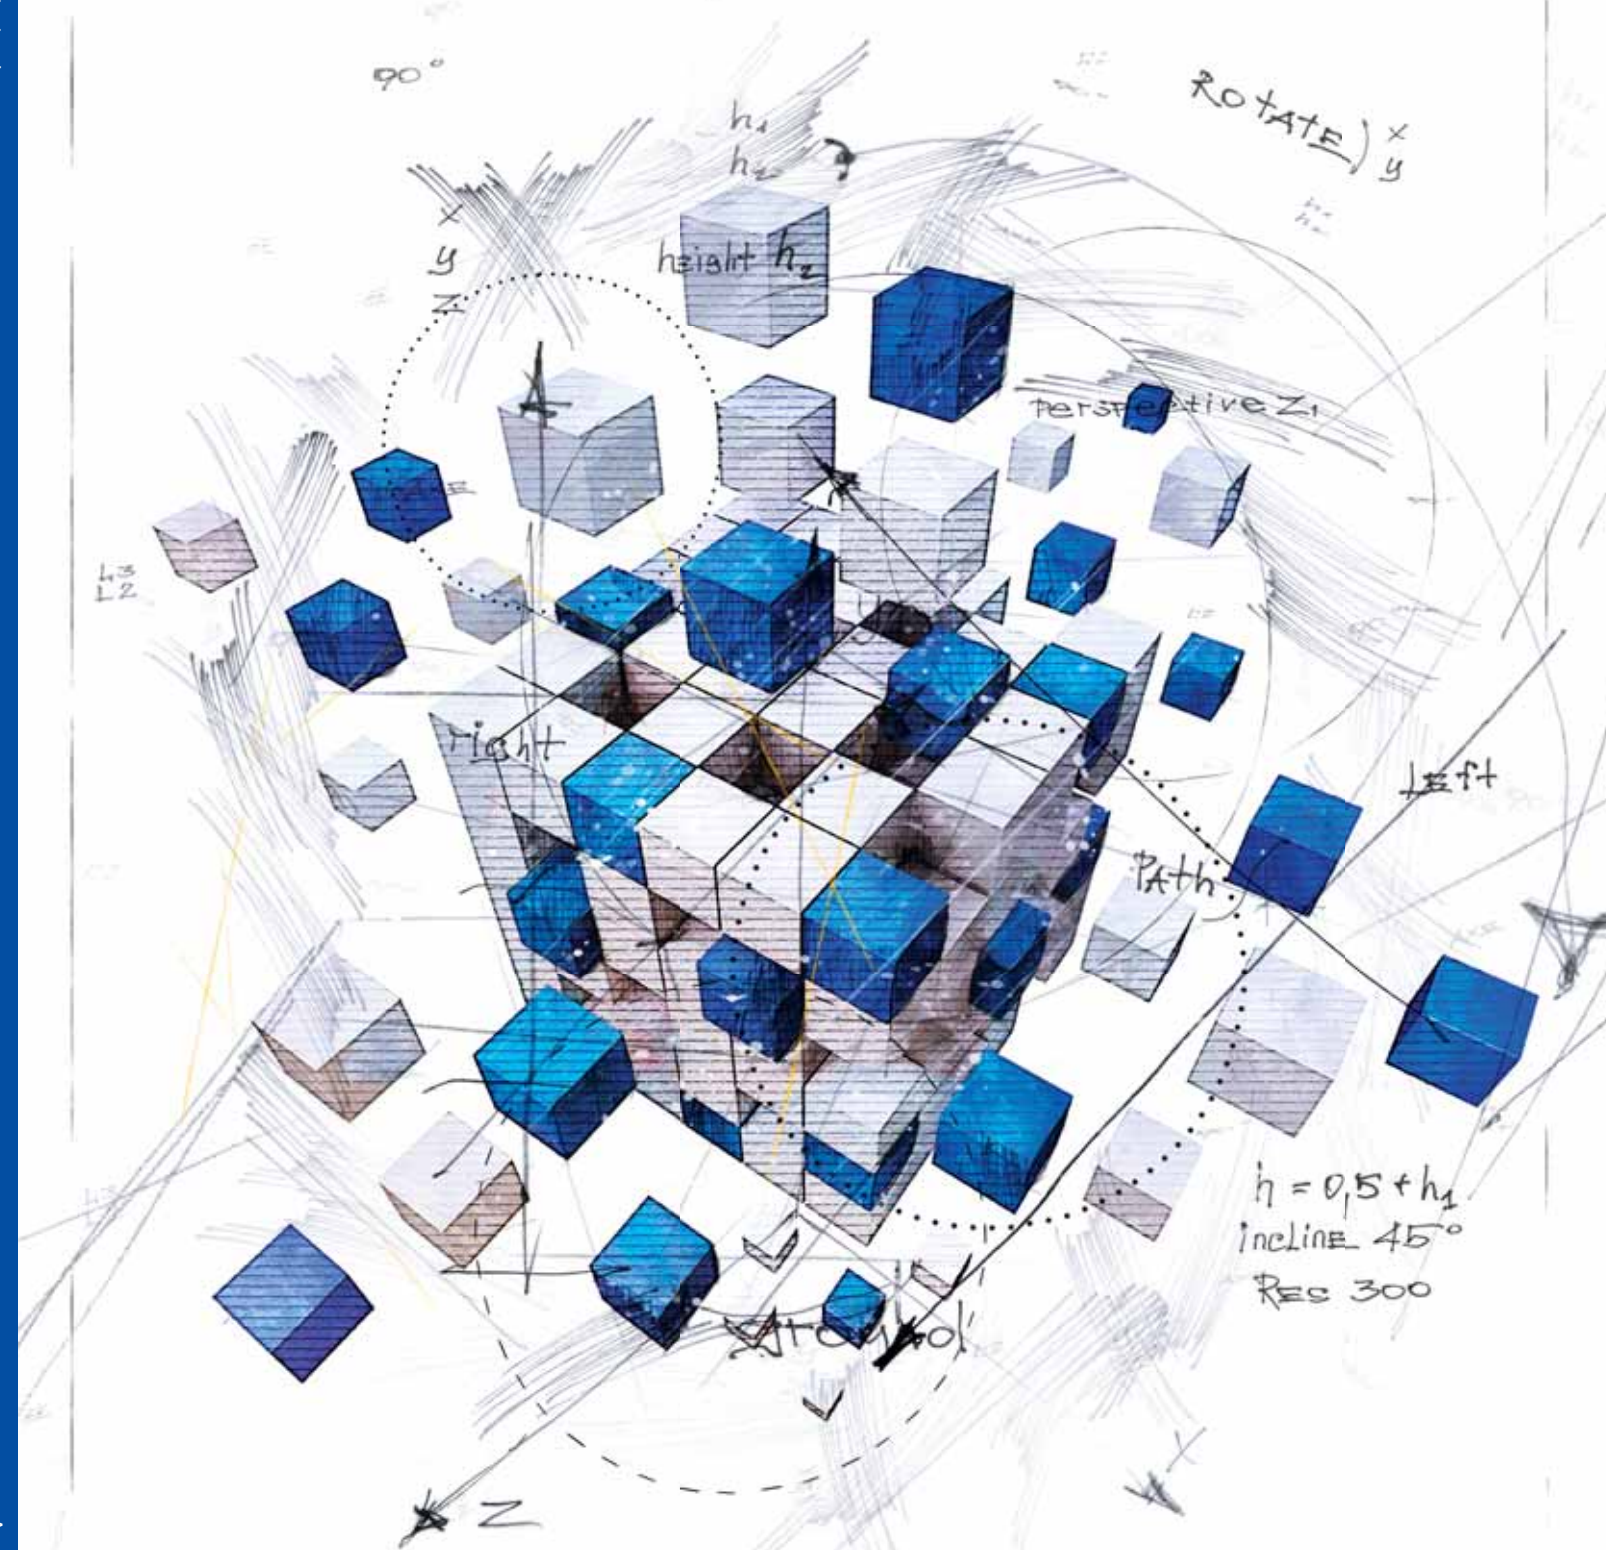 90°
ROTATE) x
y
h1
h2
x
y
z
height h2
perspective Z1
L3
L2
right
Left
Path
h = 0,5 + h1
incline 45°
Res 300
X
Z